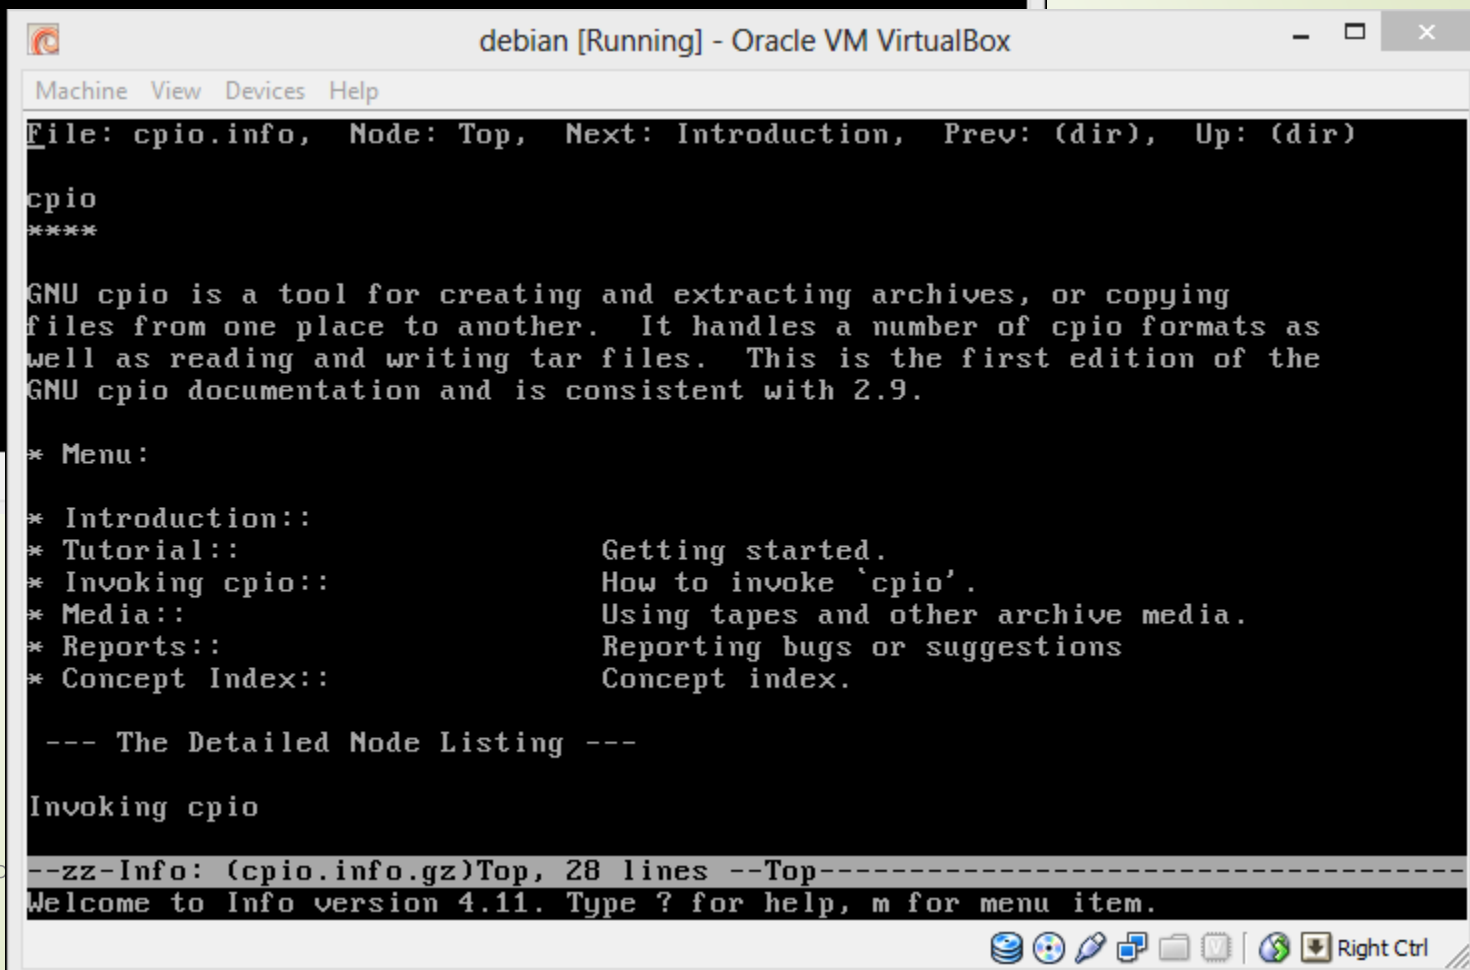 debian [Running] - Oracle VM VirtualBox
Machine View Devices Help
File: cpio.info,  Node: Top,  Next: Introduction,  Prev: (dir),  Up: (dir)
cpio
****
GNU cpio is a tool for creating and extracting archives, or copying
files from one place to another.  It handles a number of cpio formats as
well as reading and writing tar files.  This is the first edition of the
GNU cpio documentation and is consistent with 2.9.
* Menu:
* Introduction::
* Tutorial::                    Getting started.
* Invoking cpio::               How to invoke `cpio'.
* Media::                       Using tapes and other archive media.
* Reports::                     Reporting bugs or suggestions
* Concept Index::               Concept index.
--- The Detailed Node Listing ---
Invoking cpio
--zz-Info: (cpio.info.gz)Top, 28 lines --Top------------------------------------
Welcome to Info version 4.11. Type ? for help, m for menu item.
Right Ctrl